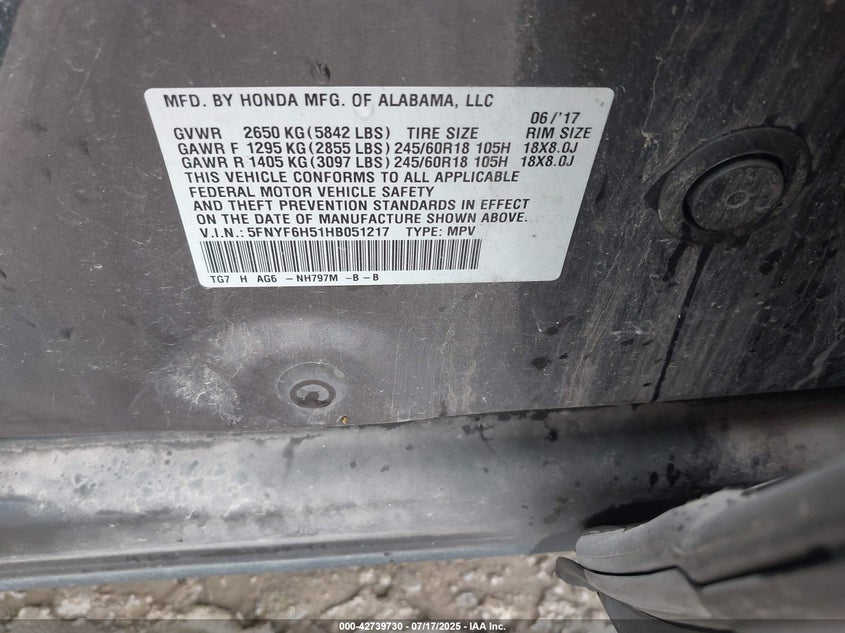 MFD. BY HONDA MFG. OF ALABAMA, LLC
06/'17
GVWR 2650 KG(5842 LBS) TIRE SIZE RIM SIZE
GAWR F 1295 KG(2855 LBS) 245/60R18 105H 18X8.0J
GAWR R 1405 KG(3097 LBS) 245/60R18 105H 18X8.0J
THIS VEHICLE CONFORMS TO ALL APPLICABLE
FEDERAL MOTOR VEHICLE SAFETY
AND THEFT PREVENTION STANDARDS IN EFFECT
ON THE DATE OF MANUFACTURE SHOWN ABOVE.
V.I.N.: 5FNYF6H51HB051217 TYPE: MPV
TG7 H AG6 -NH797M -B-B
000-42739730 - 07/17/2025 - IAAI.com